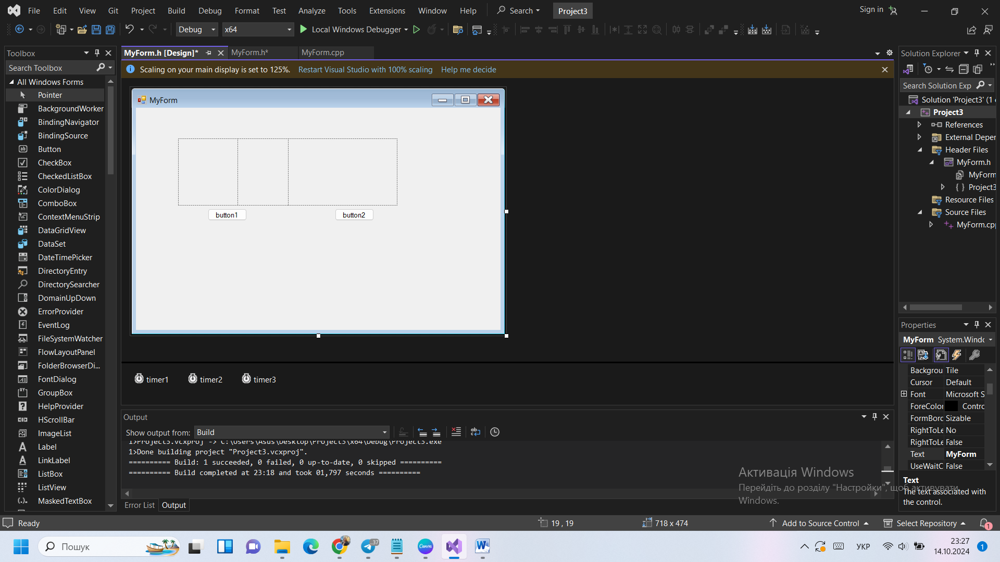 File Edit View Git Project Build Debug Format Test Analyze Tools Extensions Window Help Search Project3 Sign in
Debug x64 Local Windows Debugger
Toolbox
Search Toolbox
All Windows Forms
Pointer
BackgroundWorker
BindingNavigator
BindingSource
Button
CheckBox
CheckedListBox
ColorDialog
ComboBox
ContextMenuStrip
DataGridView
DataSet
DateTimePicker
DirectoryEntry
DirectorySearcher
DomainUpDown
ErrorProvider
EventLog
FileSystemWatcher
FlowLayoutPanel
FolderBrowserDi...
FontDialog
GroupBox
HelpProvider
HScrollBar
ImageList
Label
LinkLabel
ListBox
ListView
MaskedTextBox
MyForm.h [Design]* MyForm.h* MyForm.cpp
Scaling on your main display is set to 125%. Restart Visual Studio with 100% scaling Help me decide
MyForm
button1 button2
timer1 timer2 timer3
Output
Show output from: Build
1>Project3.vcxproj -> C:\Users\Asus\Desktop\Project3\x64\Debug\Project3.exe
1>Done building project "Project3.vcxproj".
========== Build: 1 succeeded, 0 failed, 0 up-to-date, 0 skipped ==========
========== Build completed at 23:18 and took 01,797 seconds ==========
Error List Output
Solution Explorer
Search Solution Exp
Solution 'Project3' (1
Project3
References
External Deper
Header Files
MyForm.h
MyForm
Project3
Resource Files
Source Files
MyForm.cp
Properties
MyForm System.Windo
Backgrou Tile
Cursor Default
Font Microsoft S
ForeColor Contro
FormBord Sizable
RightToLe No
RightToLe False
Text MyForm
UseWaitC False
Text
The text associated with
the control.
Активація Windows
Перейдіть до розділу "Настройки", щоб активувати
Windows.
Ready 19 , 19 718 x 474 Add to Source Control Select Repository 1
Пошук .37 Canva УКР 23:27
14.10.2024 1